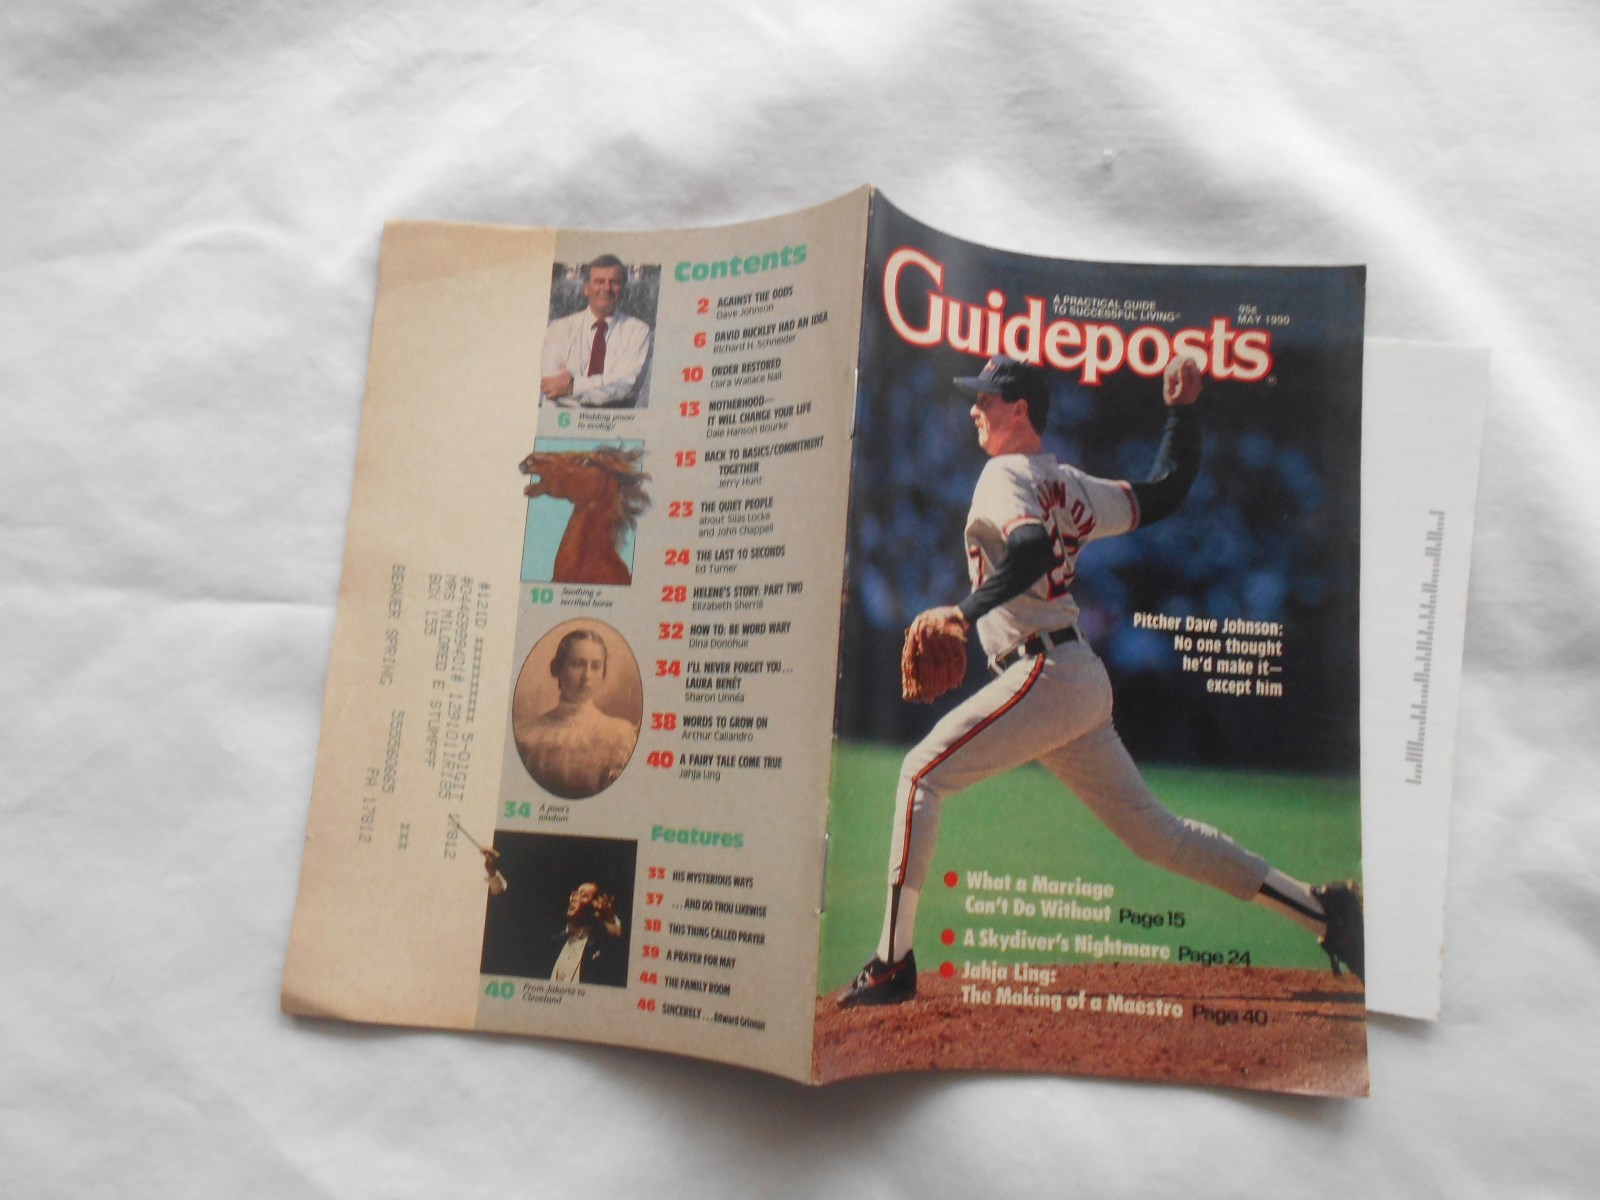 Guideposts®
A PRACTICAL GUIDE
TO SUCCESSFUL LIVING®
95¢
MAY 1990
Pitcher Dave Johnson:
No one thought
he'd make it—
except him
What a Marriage
Can't Do Without Page 15
A Skydiver's Nightmare Page 24
Jahja Ling:
The Making of a Maestro Page 40
Contents
2 AGAINST THE ODDS
Dave Johnson
6 DAVID BUCKLEY HAD AN IDEA
Richard H. Schneider
10 ORDER RESTORED
Clara Wallace Nail
13 MOTHERHOOD—
IT WILL CHANGE YOUR LIFE
Dale Hanson Bourke
15 BACK TO BASICS/COMMITMENT
TOGETHER
Jerry Hunt
23 THE QUIET PEOPLE
about Silas Locke
and John Chappell
24 THE LAST 10 SECONDS
Ed Turner
28 HELENE'S STORY: PART TWO
Elizabeth Sherrill
32 HOW TO: BE WORD WARY
Dina Donohue
34 I'LL NEVER FORGET YOU...
LAURA BENÉT
Sharon Linnéa
38 WORDS TO GROW ON
Arthur Caliandro
40 A FAIRY TALE COME TRUE
Jahja Ling
Features
33 HIS MYSTERIOUS WAYS
37 ...AND DO THOU LIKEWISE
38 THIS THING CALLED PRAYER
39 A PRAYER FOR MAY
44 THE FAMILY ROOM
46 SINCERELY...Edward Grinnan
6 Wedding power
to ecology
10 Soothing a
terrified horse
34 A poet's
wisdom
40 From Jakarta to
Cleveland
5-DIGIT
MRS MILDRED E STUMPFF
BOX 195
BEAVER SPRING
PA 17812